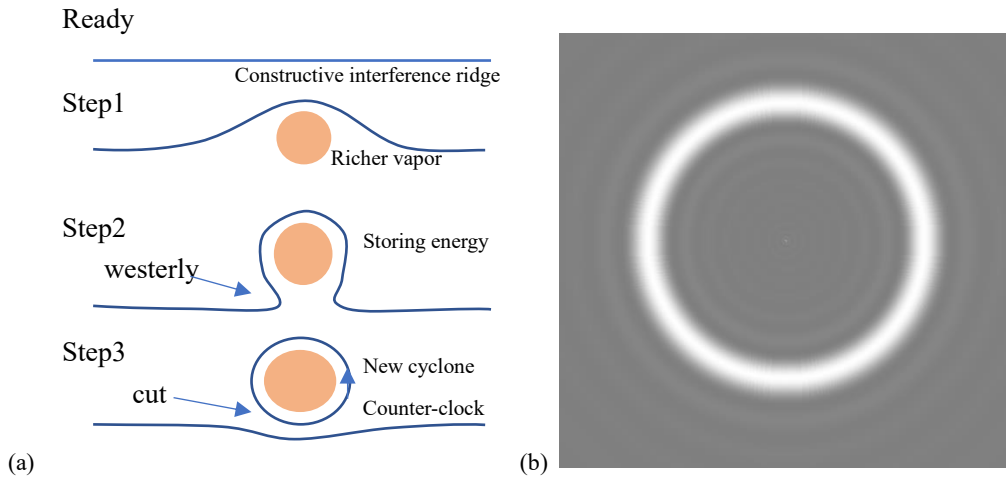 Ready
Constructive interference ridge
Step1
Richer vapor
Step2
Storing energy
westerly
Step3
New cyclone
cut
Counter-clock
(a)
(b)